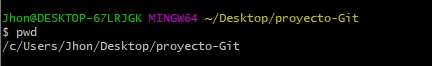 Jhon@DESKTOP-67LRJGK MINGW64 ~/Desktop/proyecto-Git
$ pwd
/c/Users/Jhon/Desktop/proyecto-Git